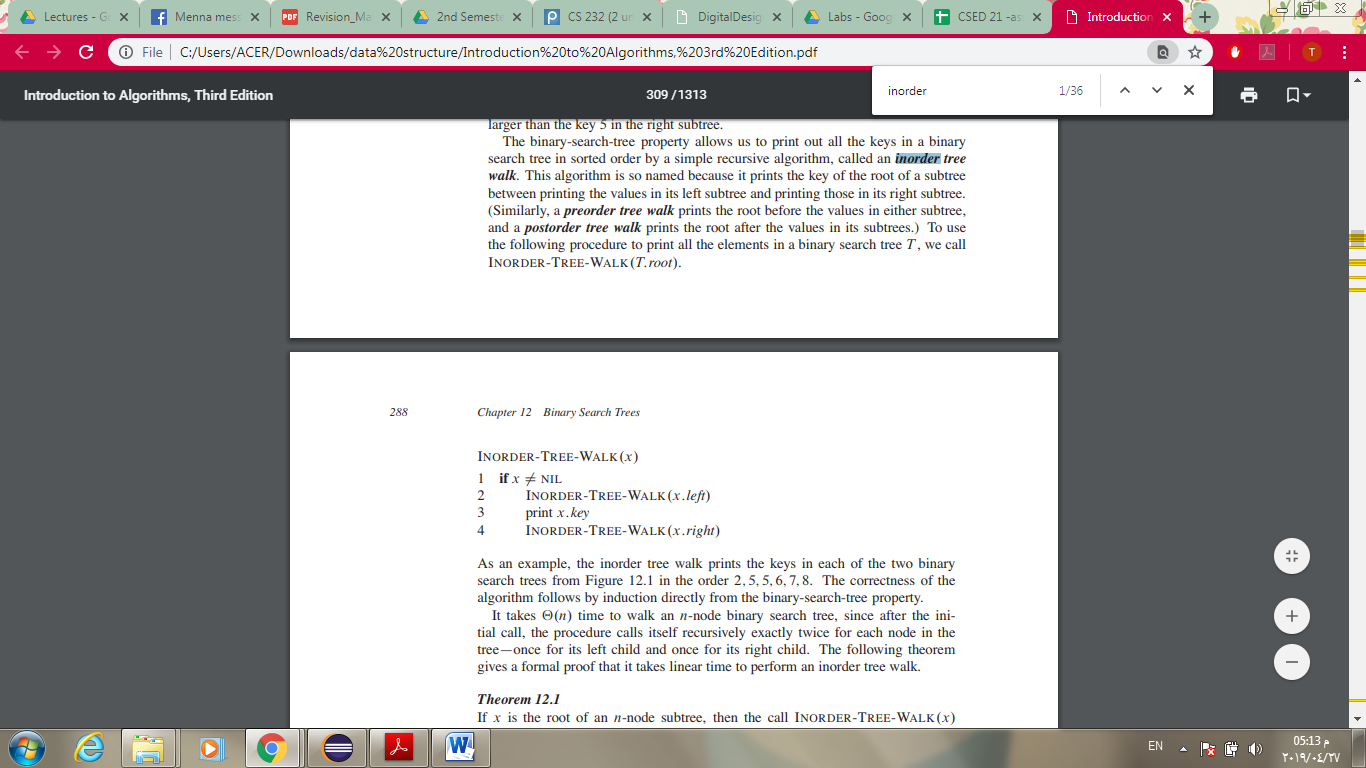 Lectures - G
Menna mess
Revision_Ma
2nd Semeste
CS 232 (2 un
DigitalDesig
Labs - Goog
CSED 21 -as
Introduction
File C:/Users/ACER/Downloads/data%20structure/Introduction%20to%20Algorithms,%203rd%20Edition.pdf
T
Introduction to Algorithms, Third Edition
309 / 1313
inorder 1/36
larger than the key 5 in the right subtree.
The binary-search-tree property allows us to print out all the keys in a binary
search tree in sorted order by a simple recursive algorithm, called an inorder tree
walk. This algorithm is so named because it prints the key of the root of a subtree
between printing the values in its left subtree and printing those in its right subtree.
(Similarly, a preorder tree walk prints the root before the values in either subtree,
and a postorder tree walk prints the root after the values in its subtrees.) To use
the following procedure to print all the elements in a binary search tree T, we call
INORDER-TREE-WALK(T.root).
288 Chapter 12 Binary Search Trees
INORDER-TREE-WALK(x)
1 if x ≠ NIL
2 INORDER-TREE-WALK(x.left)
3 print x.key
4 INORDER-TREE-WALK(x.right)
As an example, the inorder tree walk prints the keys in each of the two binary
search trees from Figure 12.1 in the order 2, 5, 5, 6, 7, 8. The correctness of the
algorithm follows by induction directly from the binary-search-tree property.
It takes Θ(n) time to walk an n-node binary search tree, since after the ini-
tial call, the procedure calls itself recursively exactly twice for each node in the
tree—once for its left child and once for its right child. The following theorem
gives a formal proof that it takes linear time to perform an inorder tree walk.
Theorem 12.1
If x is the root of an n-node subtree, then the call INORDER-TREE-WALK(x)
EN
05:13 م
٢٠١٩/٠٤/٢٧